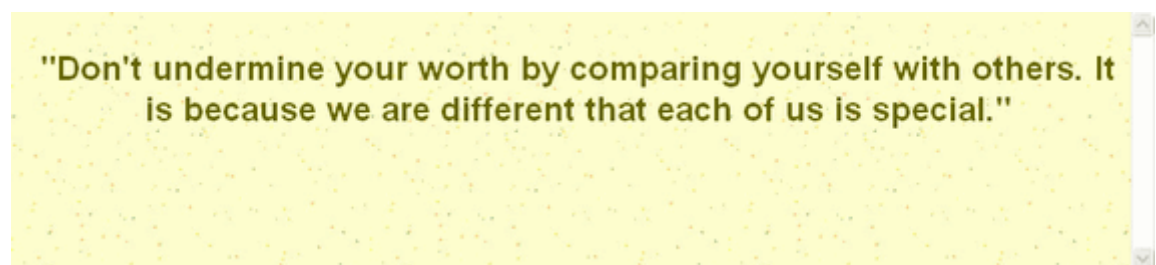 "Don't undermine your worth by comparing yourself with others. It
is because we are different that each of us is special."